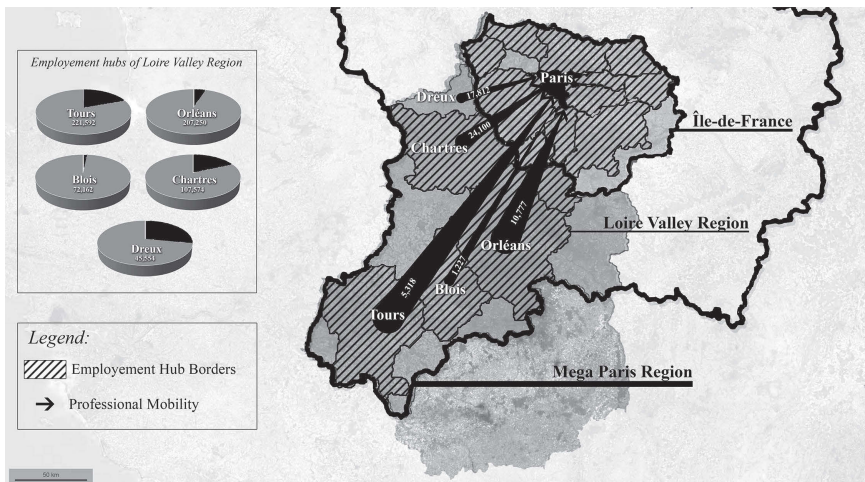 Employement hubs of Loire Valley Region
Tours
221,592
Orléans
207,250
Blois
72,162
Chartres
107,574
Dreux
45,554
Legend:
Employement Hub Borders
Professional Mobility
50 km
Paris
Dreux
17,812
Chartres
24,100
Île-de-France
Loire Valley Region
Orléans
10,777
Blois
1,227
Tours
5,318
Mega Paris Region